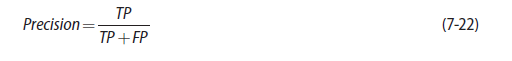 Precision = TP / TP + FP (7-22)